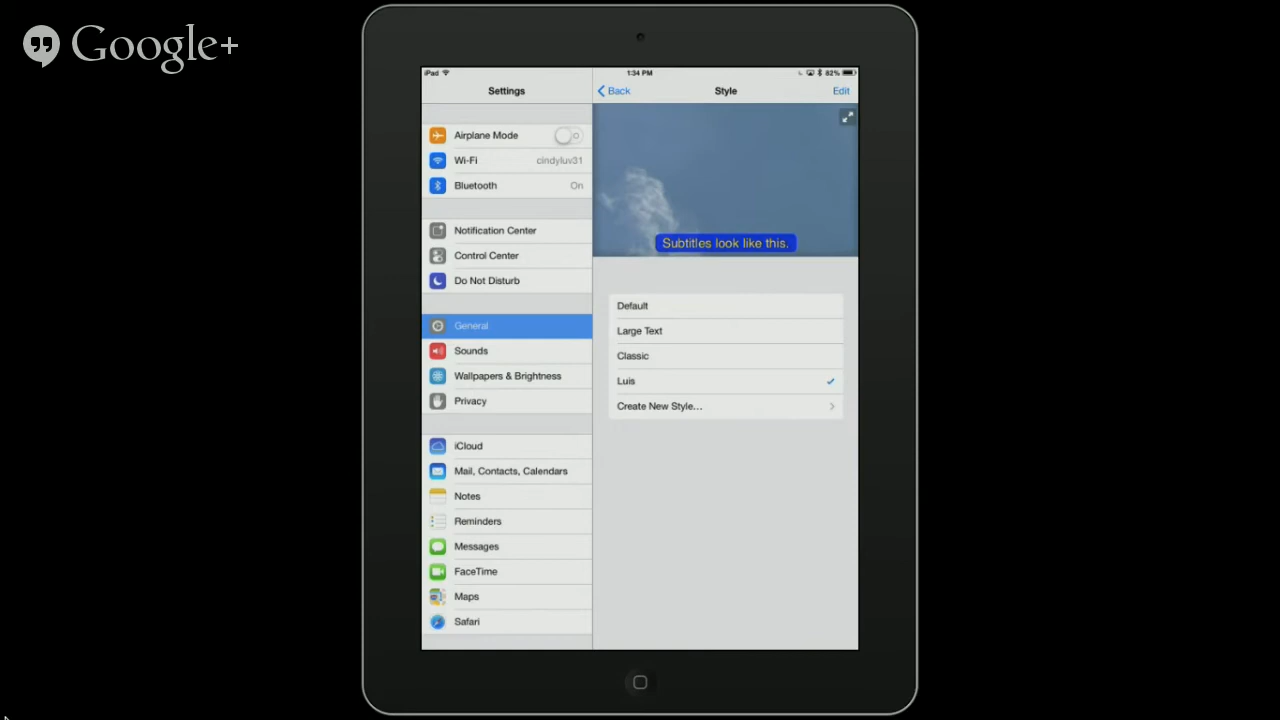 Google+
iPad
1:34 PM
82%
Settings
Back
Style
Edit
Airplane Mode
Wi-Fi
cindyluv31
Bluetooth
On
Notification Center
Control Center
Do Not Disturb
General
Sounds
Wallpapers & Brightness
Privacy
iCloud
Mail, Contacts, Calendars
Notes
Reminders
Messages
FaceTime
Maps
Safari
Subtitles look like this.
Default
Large Text
Classic
Luis
Create New Style...